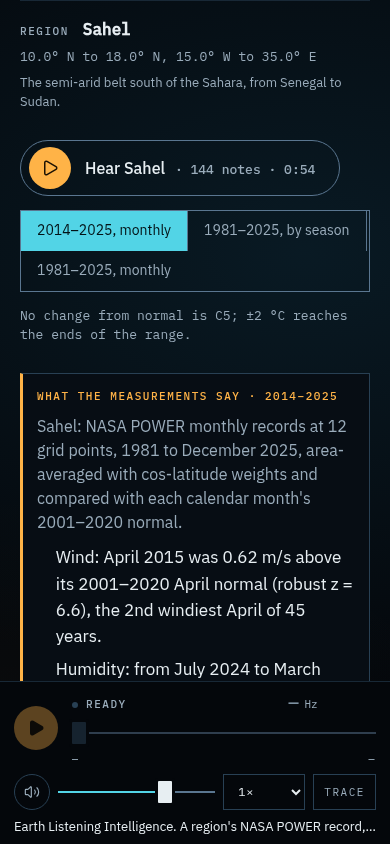 REGION Sahel
10.0° N to 18.0° N, 15.0° W to 35.0° E
The semi-arid belt south of the Sahara, from Senegal to
Sudan.
Hear Sahel · 144 notes · 0:54
2014–2025, monthly 1981–2025, by season
1981–2025, monthly
No change from normal is C5; ±2 °C reaches
the ends of the range.
WHAT THE MEASUREMENTS SAY · 2014–2025
Sahel: NASA POWER monthly records at 12
grid points, 1981 to December 2025, area-
averaged with cos-latitude weights and
compared with each calendar month's
2001–2020 normal.
Wind: April 2015 was 0.62 m/s above
its 2001–2020 April normal (robust z =
6.6), the 2nd windiest April of 45
years.
Humidity: from July 2024 to March
READY — Hz
– –
1× TRACE
Earth Listening Intelligence. A region's NASA POWER record,...